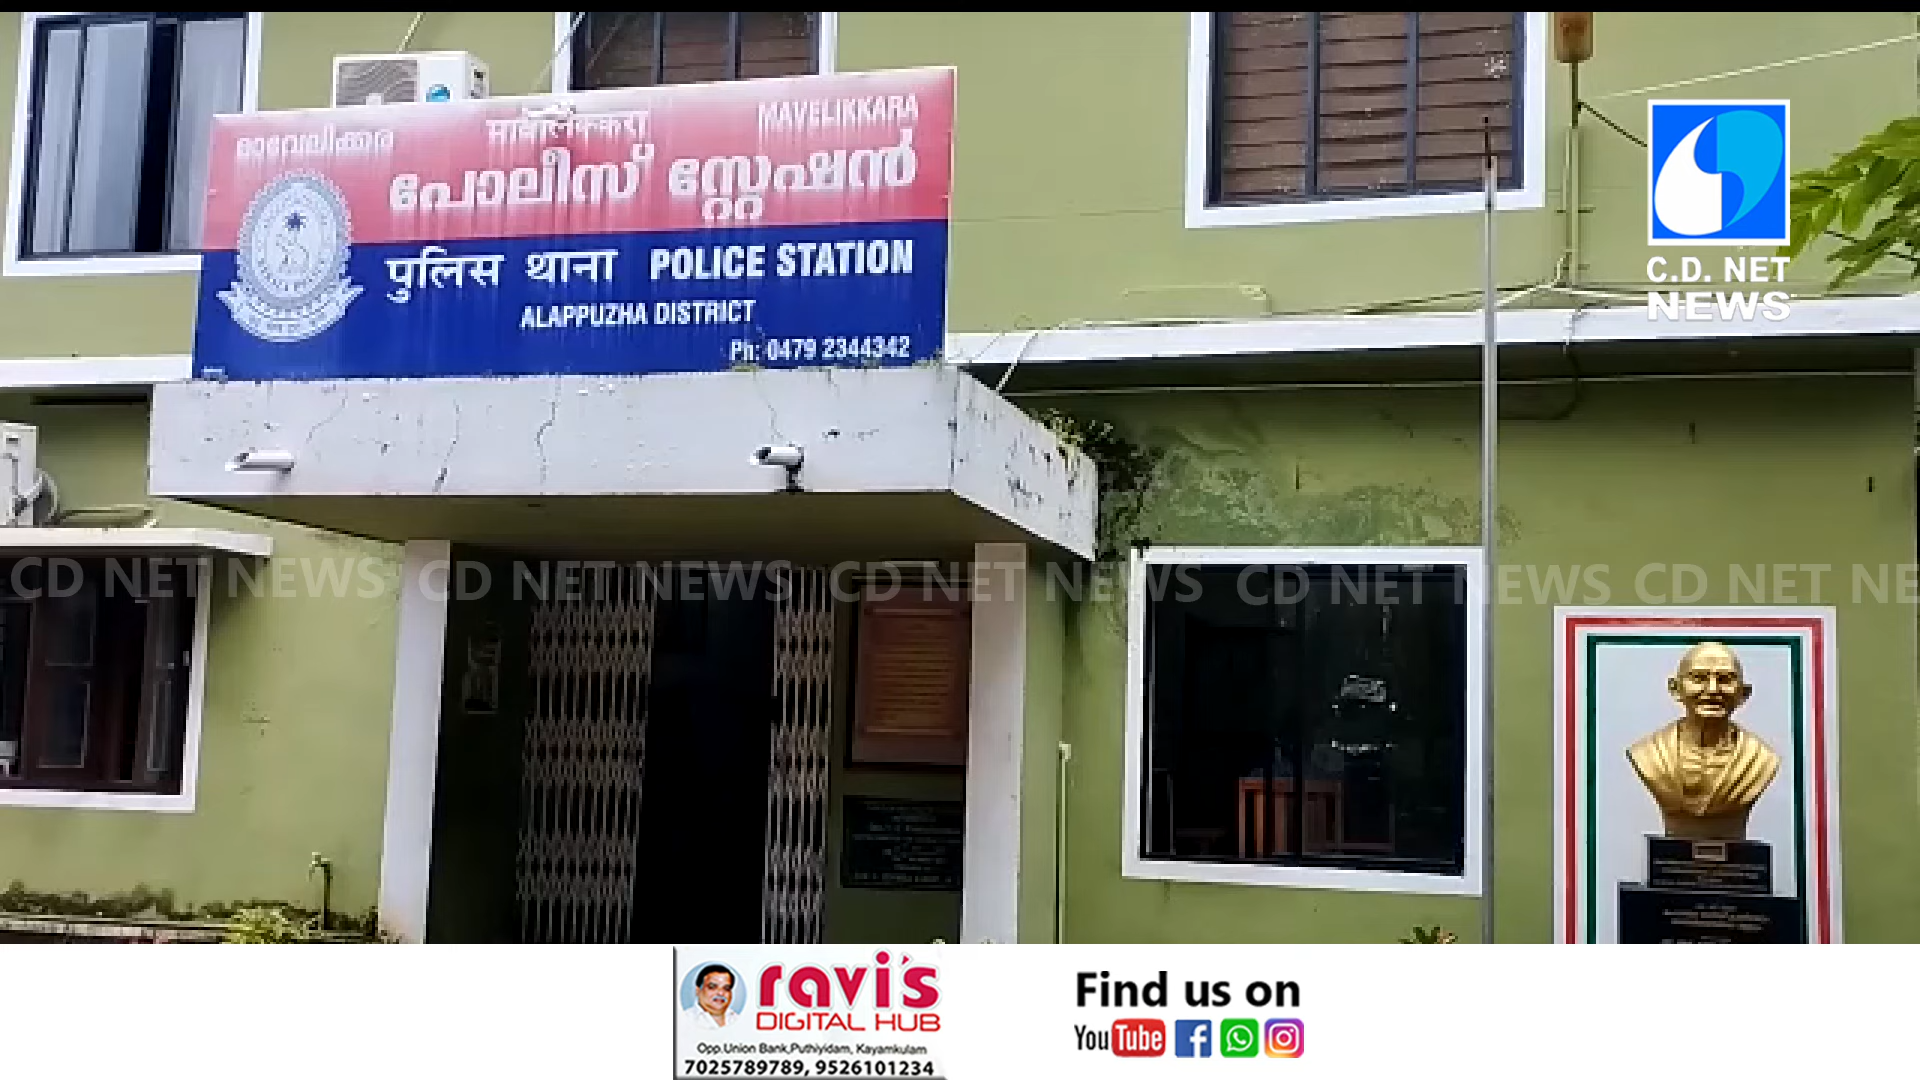 മാവേലിക്കര मावेलिक्करा MAVELIKKARA
പോലീസ് സ്റ്റേഷൻ
पुलिस थाना POLICE STATION
ALAPPUZHA DISTRICT
Ph: 0479 2344342
C.D. NET
NEWS
CD NET NEWS CD NET NEWS CD NET NEWS CD NET NEWS CD NET NE
ravi's
DIGITAL HUB
Opp.Union Bank,Puthiyidam, Kayamkulam
7025789789, 9526101234
Find us on
YouTube